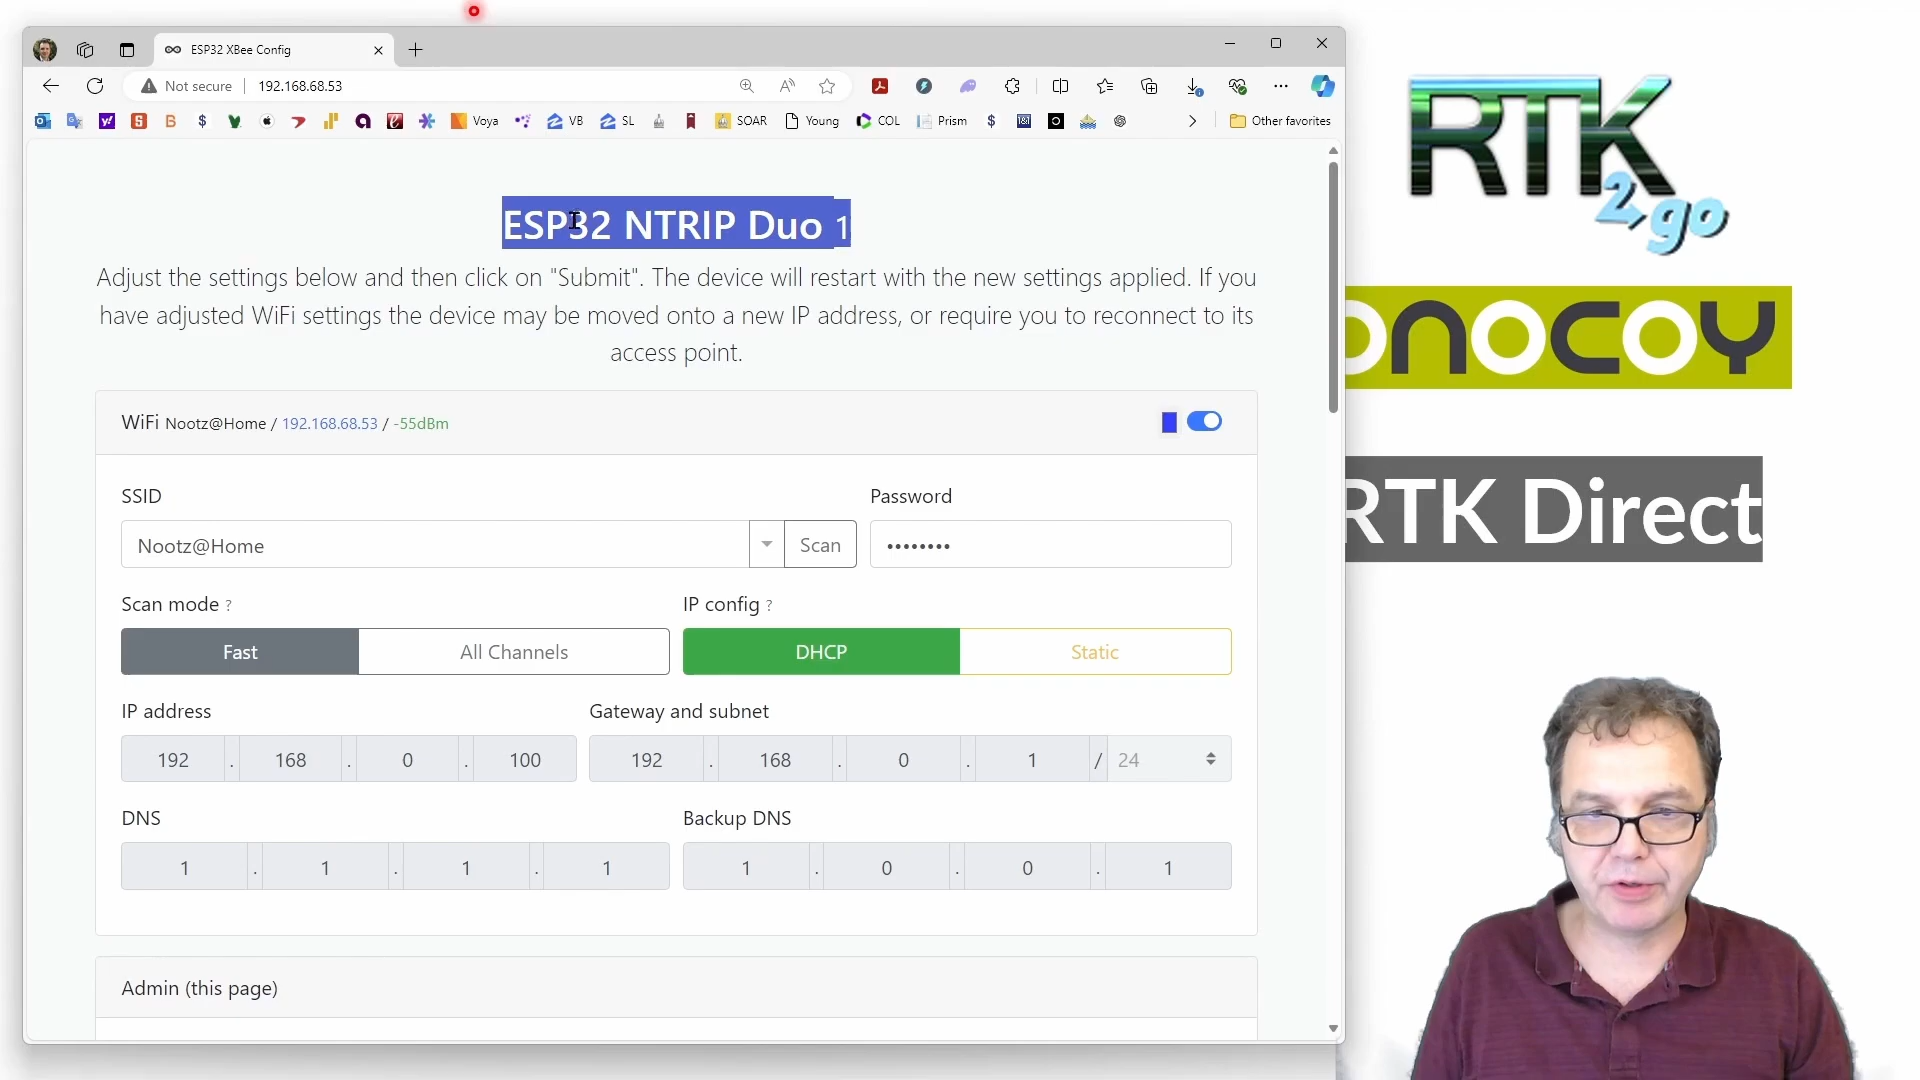 ESP32 XBee Config
Not secure 192.168.68.53
Voya VB SL SOAR Young COL Prism $ Other favorites
ESP32 NTRIP Duo 1
Adjust the settings below and then click on "Submit". The device will restart with the new settings applied. If you
have adjusted WiFi settings the device may be moved onto a new IP address, or require you to reconnect to its
access point.
WiFi Nootz@Home / 192.168.68.53 / -55dBm
SSID Password
Nootz@Home Scan ••••••••
Scan mode ? IP config ?
Fast All Channels DHCP Static
IP address Gateway and subnet
192 . 168 . 0 . 100 192 . 168 . 0 . 1 / 24
DNS Backup DNS
1 . 1 . 1 . 1 1 . 0 . 0 . 1
Admin (this page)
RTK
2go
ONOCOY
RTK Direct